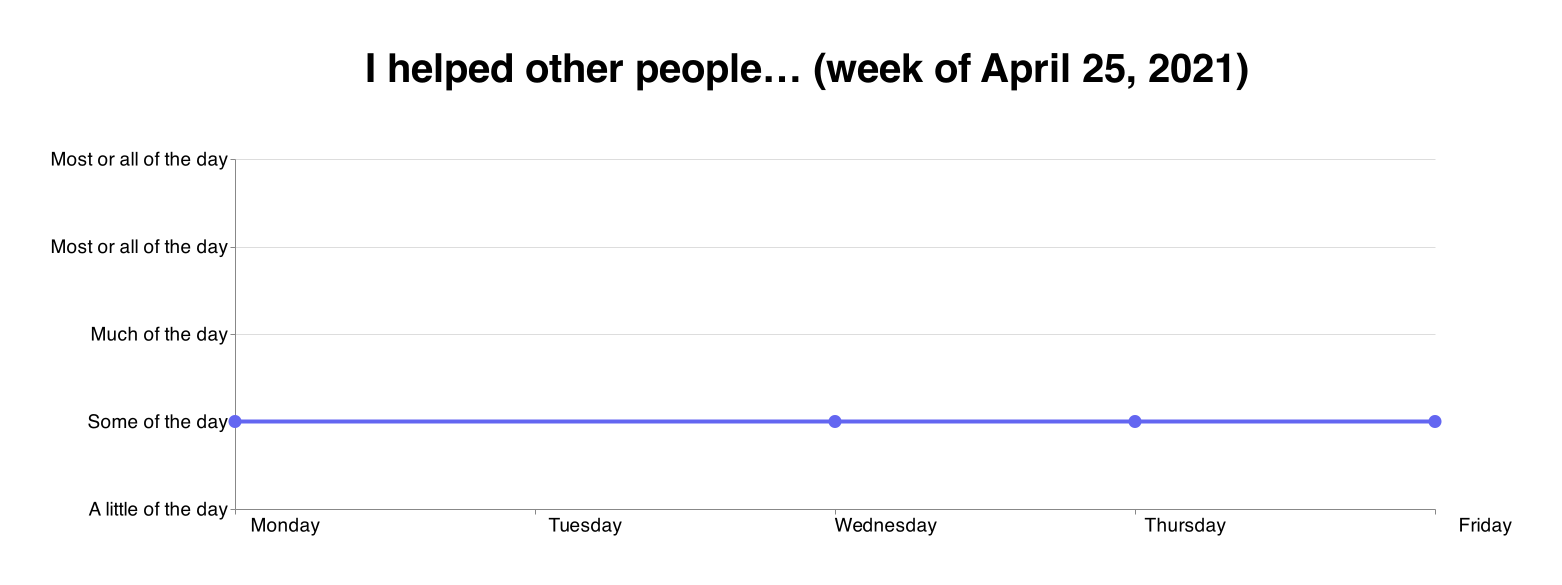 I helped other people… (week of April 25, 2021)
Most or all of the day
Most or all of the day
Much of the day
Some of the day
A little of the day
Monday Tuesday Wednesday Thursday Friday